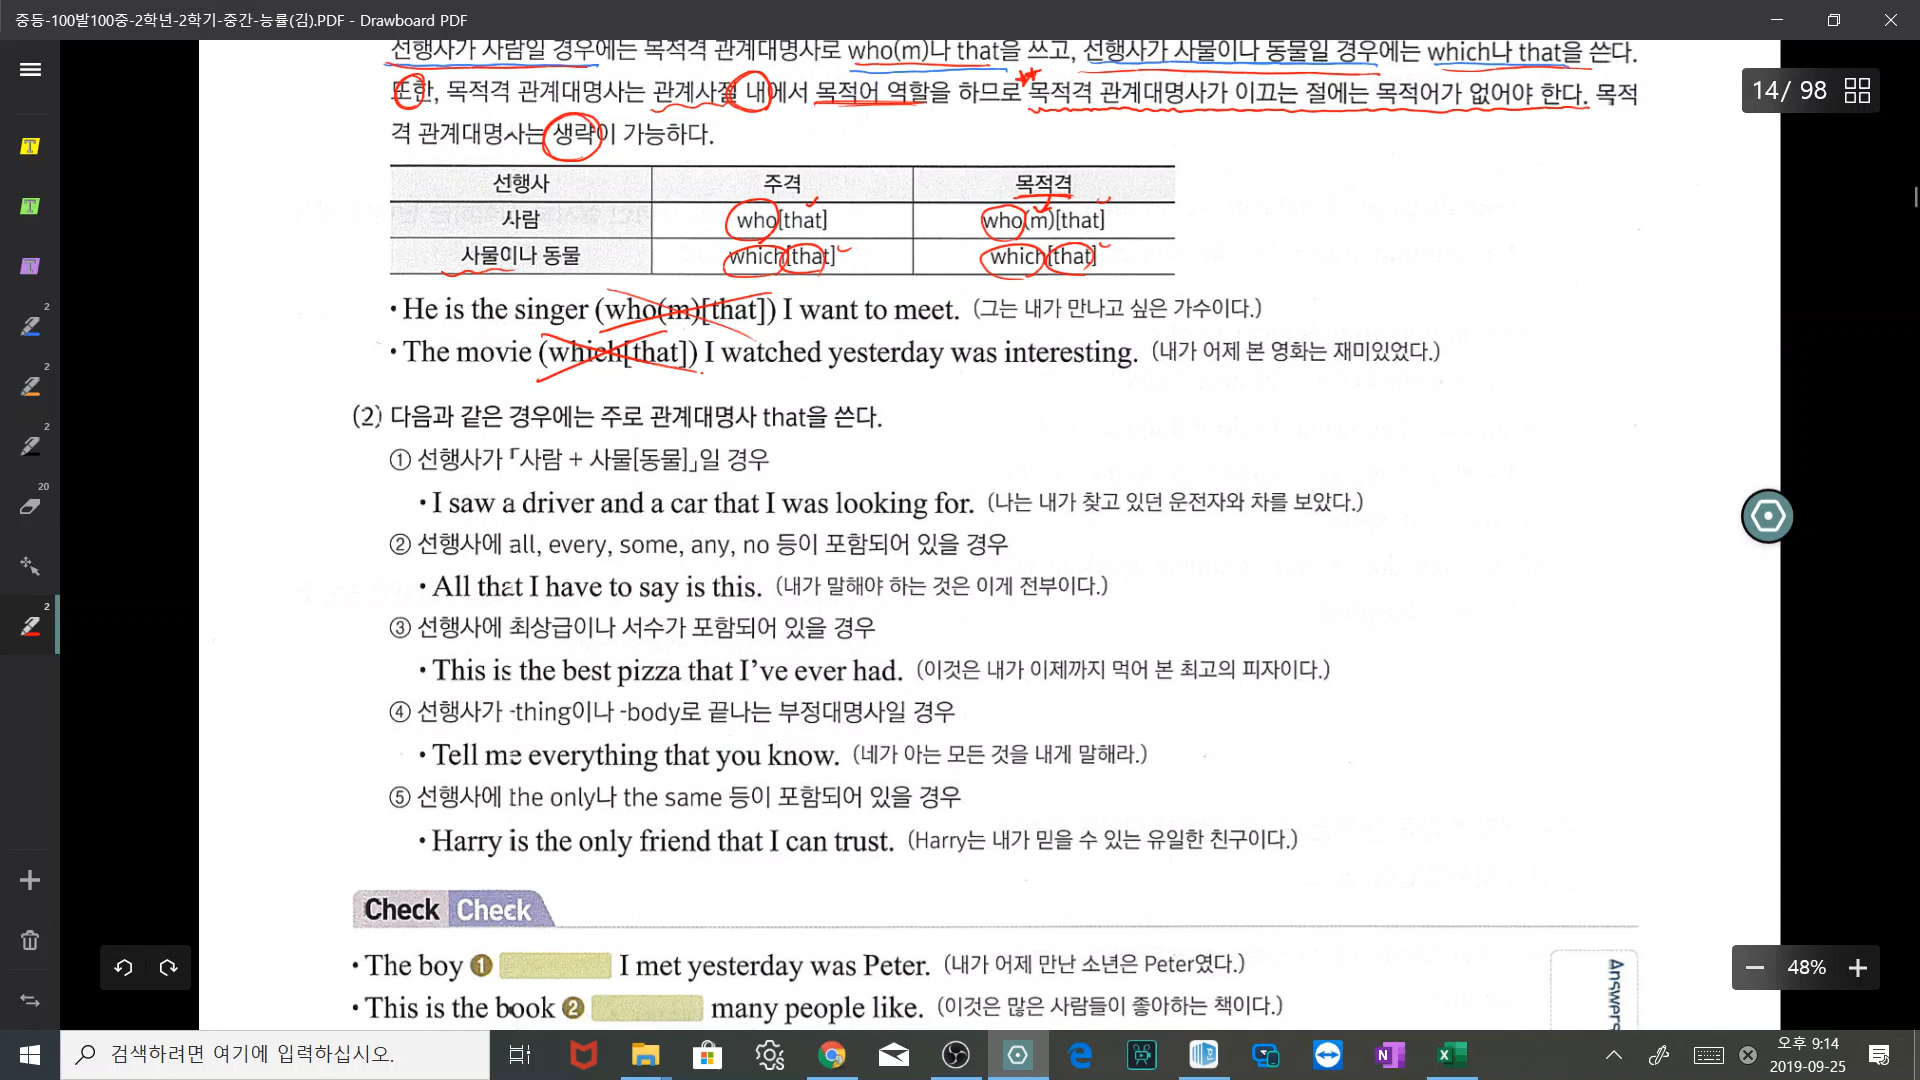 중등-100발100중-2학년-2학기-중간-능률(김).PDF - Drawboard PDF
선행사가 사람일 경우에는 목적격 관계대명사로 who(m)나 that을 쓰고, 선행사가 사물이나 동물일 경우에는 which나 that을 쓴다.
또한, 목적격 관계대명사는 관계사절 내에서 목적어 역할을 하므로 목적격 관계대명사가 이끄는 절에는 목적어가 없어야 한다. 목적
격 관계대명사는 생략이 가능하다.
14/ 98
선행사 주격 목적격
사람 who[that] who(m)[that]
사물이나 동물 which[that] which[that]
• He is the singer (who(m)[that]) I want to meet. (그는 내가 만나고 싶은 가수이다.)
• The movie (which[that]) I watched yesterday was interesting. (내가 어제 본 영화는 재미있었다.)
(2) 다음과 같은 경우에는 주로 관계대명사 that을 쓴다.
① 선행사가 「사람 + 사물[동물]」일 경우
• I saw a driver and a car that I was looking for. (나는 내가 찾고 있던 운전자와 차를 보았다.)
② 선행사에 all, every, some, any, no 등이 포함되어 있을 경우
• All that I have to say is this. (내가 말해야 하는 것은 이게 전부이다.)
③ 선행사에 최상급이나 서수가 포함되어 있을 경우
• This is the best pizza that I've ever had. (이것은 내가 이제까지 먹어 본 최고의 피자이다.)
④ 선행사가 -thing이나 -body로 끝나는 부정대명사일 경우
• Tell me everything that you know. (네가 아는 모든 것을 내게 말해라.)
⑤ 선행사에 the only나 the same 등이 포함되어 있을 경우
• Harry is the only friend that I can trust. (Harry는 내가 믿을 수 있는 유일한 친구이다.)
Check Check
• The boy ❶ I met yesterday was Peter. (내가 어제 만난 소년은 Peter였다.)
• This is the book ❷ many people like. (이것은 많은 사람들이 좋아하는 책이다.)
Answers
2
2
2
20
2
48%
검색하려면 여기에 입력하십시오.
오후 9:14
2019-09-25